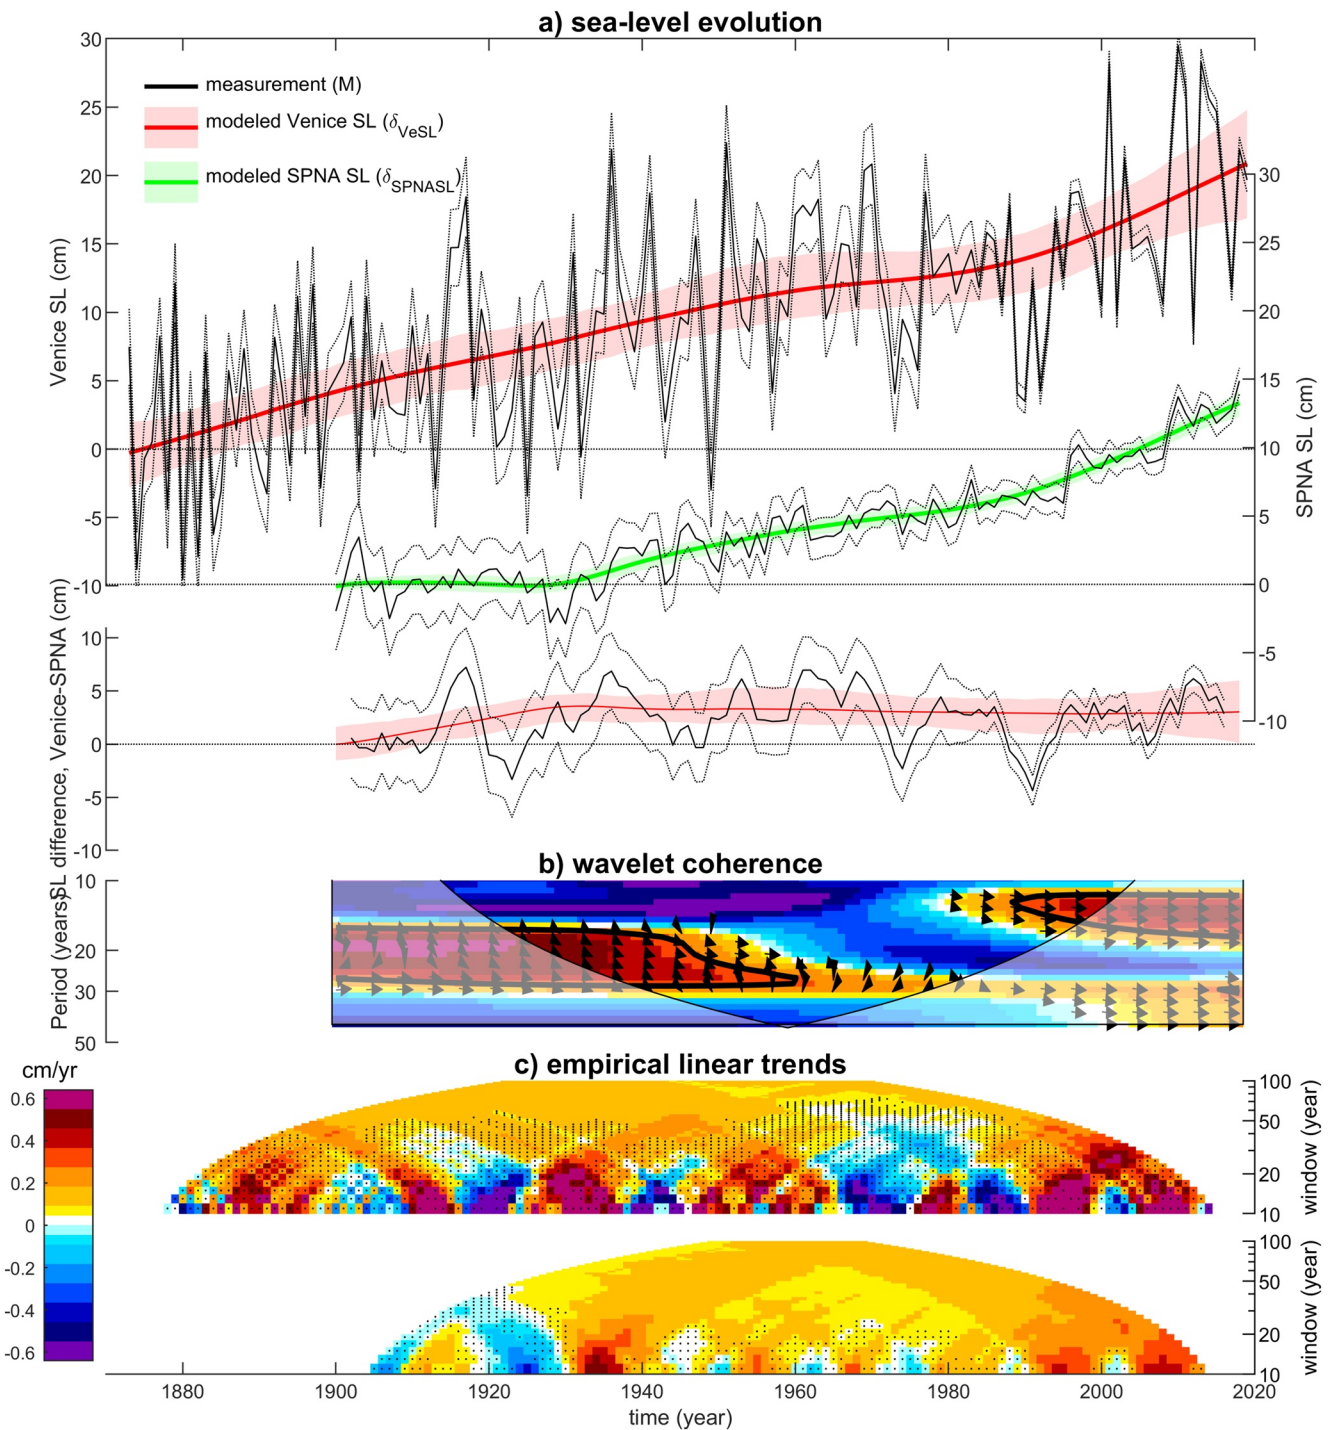 a) sea-level evolution
30
25
20
15
10
5
0
-5
-10
Venice SL (cm)
measurement (M)
modeled Venice SL (δVeSL)
modeled SPNA SL (δSPNASL)
30
25
20
15
10
5
0
-5
-10
SPNA SL (cm)
10
5
0
-5
-10
SL difference, Venice-SPNA (cm)
b) wavelet coherence
10
20
30
50
Period (years)
c) empirical linear trends
cm/yr
0.6
0.4
0.2
0
-0.2
-0.4
-0.6
100
50
20
10
window (year)
100
50
20
10
window (year)
1880 1900 1920 1940 1960 1980 2000 2020
time (year)